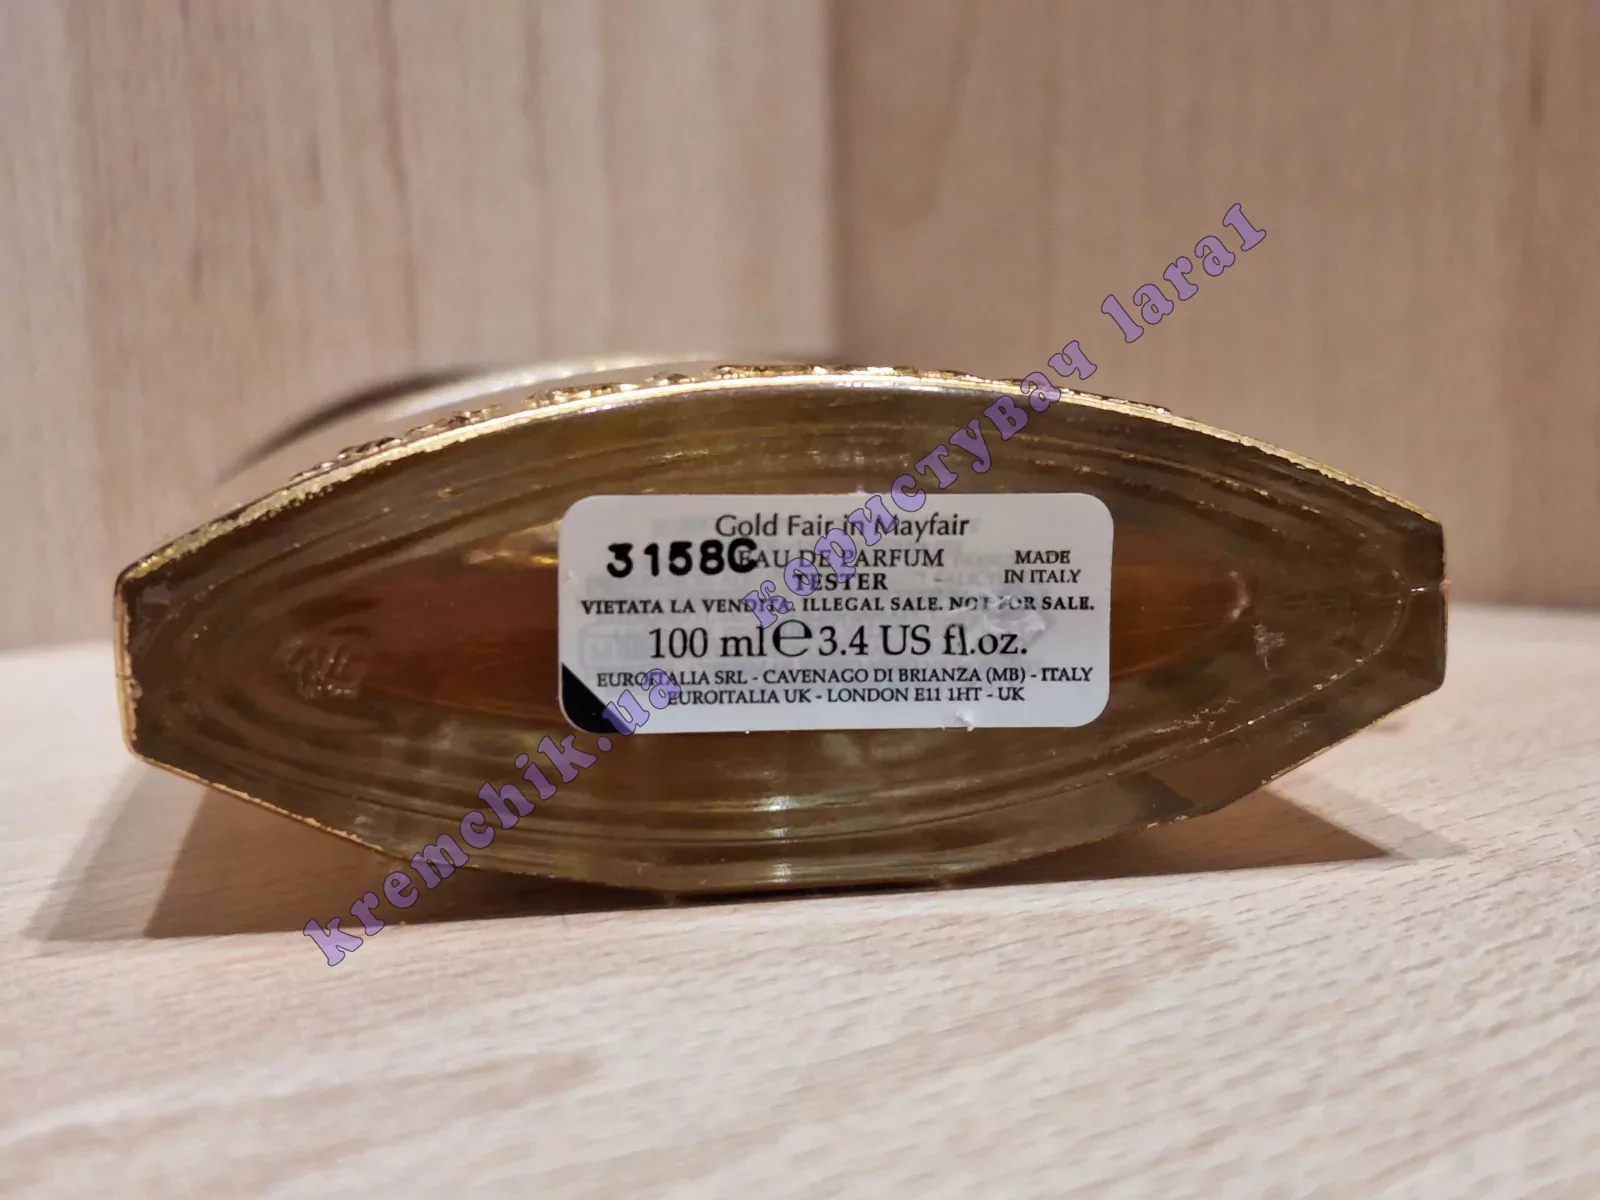 Gold Fair in Mayfair
3158C EAU DE PARFUM
TESTER
MADE
IN ITALY
VIETATA LA VENDITA. ILLEGAL SALE. NOT FOR SALE.
100 ml ℮ 3.4 US fl.oz.
EUROITALIA SRL - CAVENAGO DI BRIANZA (MB) - ITALY
EUROITALIA UK - LONDON E11 1HT - UK
kremchik.ua користувач lara1